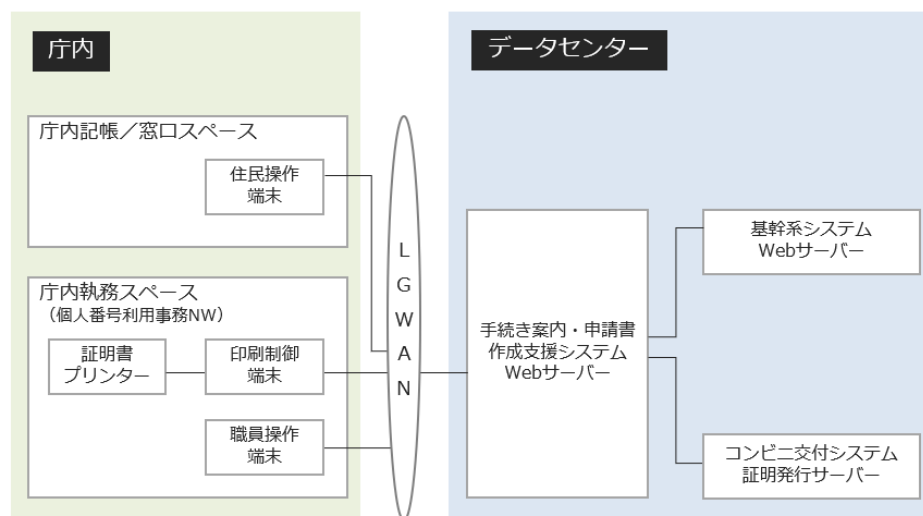 庁内
データセンター
庁内記帳／窓口スペース
住民操作
端末
庁内執務スペース
（個人番号利用事務NW）
証明書
プリンター
印刷制御
端末
職員操作
端末
LGWAN
手続き案内・申請書
作成支援システム
Webサーバー
基幹系システム
Webサーバー
コンビニ交付システム
証明発行サーバー